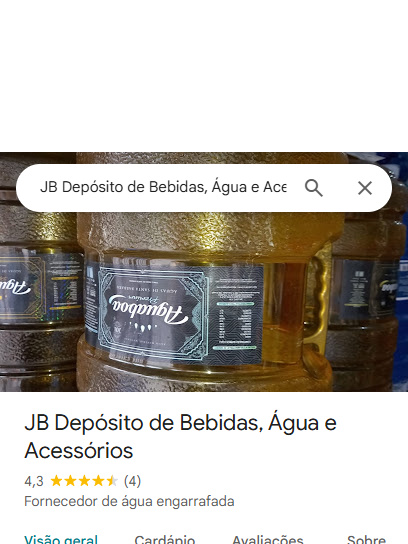 JB Depósito de Bebidas, Água e Ace
Aguaboa
Premium
JB Depósito de Bebidas, Água e
Acessórios
4,3 (4)
Fornecedor de água engarrafada
Visão geral Cardápio Avaliações Sobre